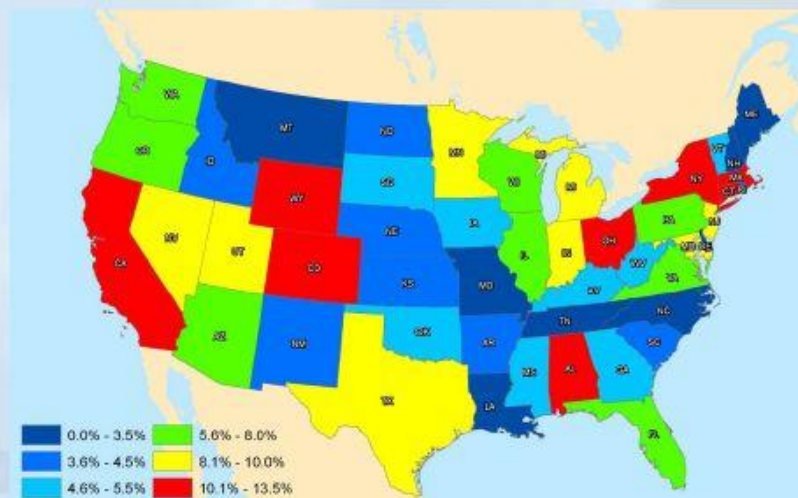 WA
MT
ND
MN
ME
OR
ID
SD
WI
MI
MI
VT
NH
NY
MA
CT RI
WY
IA
PA
NJ
NV
UT
NE
IL
IN
OH
MD DE
CA
CO
KS
MO
WV
VA
KY
AZ
NM
OK
AR
TN
NC
SC
MS
AL
GA
TX
LA
FL
0.0% - 3.5%
5.6% - 8.0%
3.6% - 4.5%
8.1% - 10.0%
4.6% - 5.5%
10.1% - 13.5%